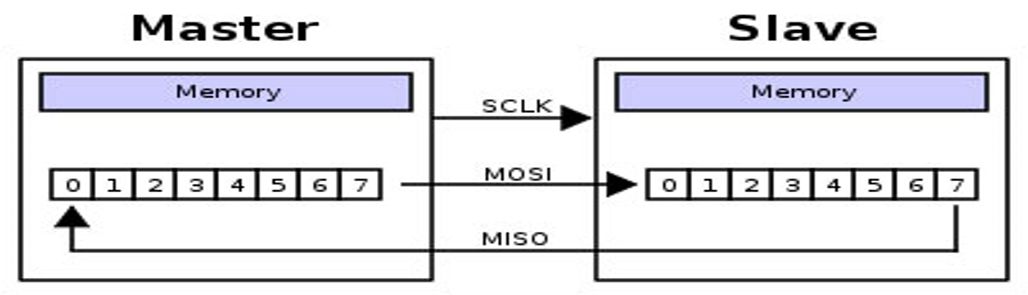 Master Slave
Memory Memory
SCLK
MOSI
0 1 2 3 4 5 6 7 0 1 2 3 4 5 6 7
MISO